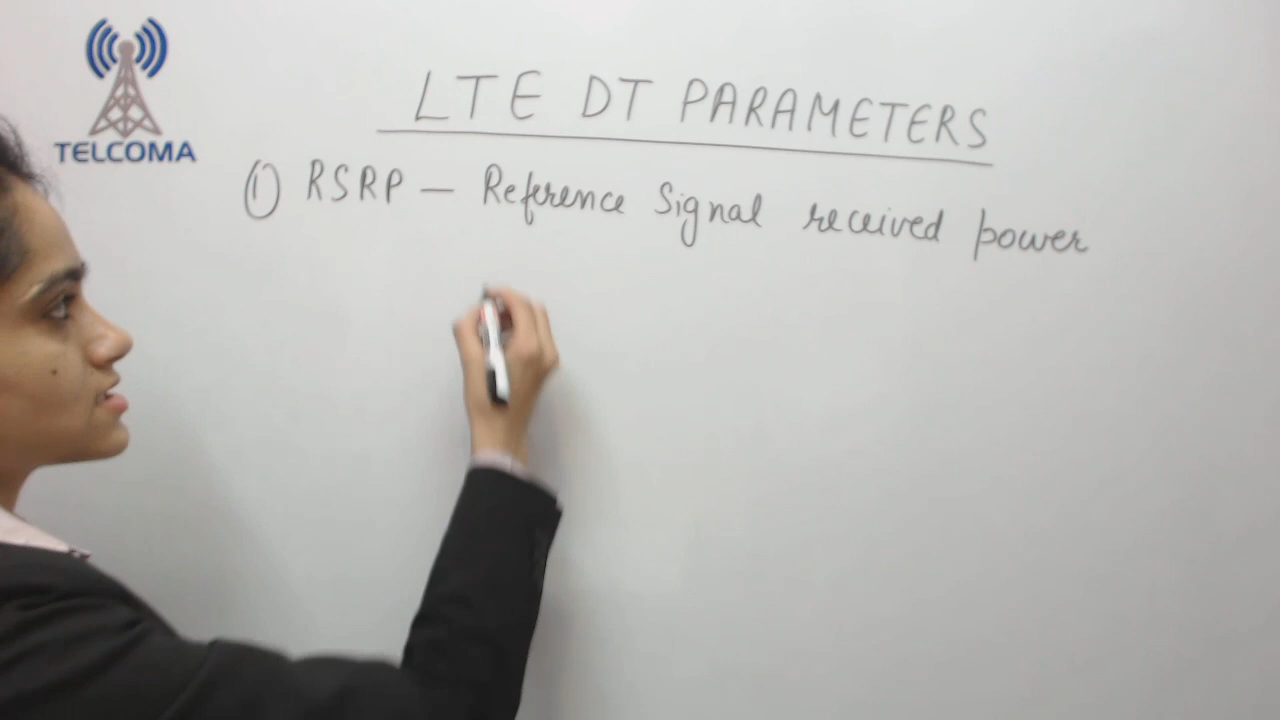 TELCOMA
LTE DT PARAMETERS
① RSRP — Reference Signal received power